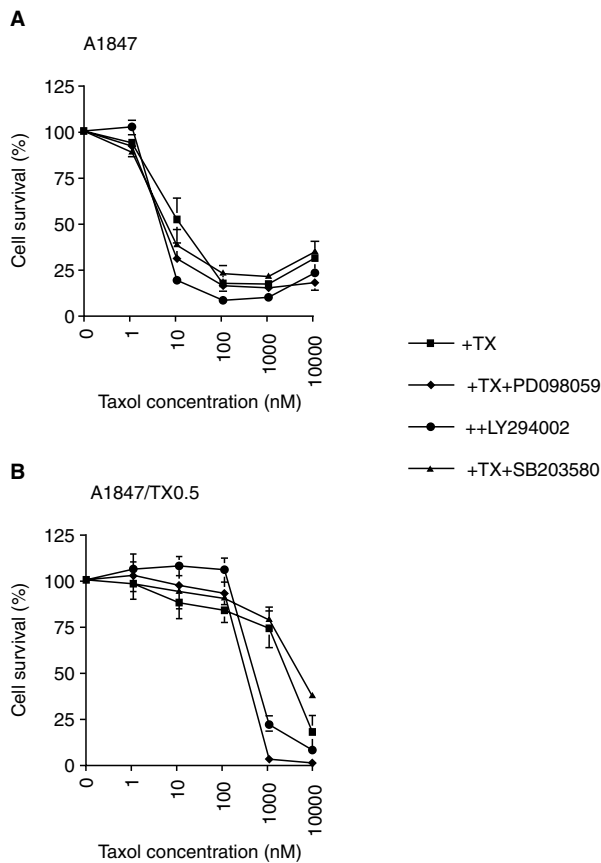 A
A1847
125
100
75
50
25
0
Cell survival (%)
0
1
10
100
1000
10000
Taxol concentration (nM)
+TX
+TX+PD098059
++LY294002
+TX+SB203580
B
A1847/TX0.5
125
100
75
50
25
0
Cell survival (%)
0
1
10
100
1000
10000
Taxol concentration (nM)